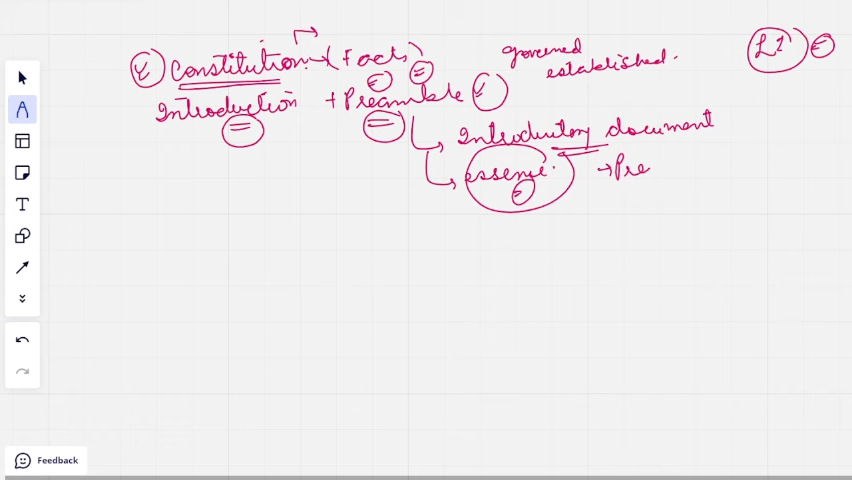 Constitution → (Facts)
governed
established.
L1
Introduction + Preamble
Introductory document
essence.
→ Pre
Feedback